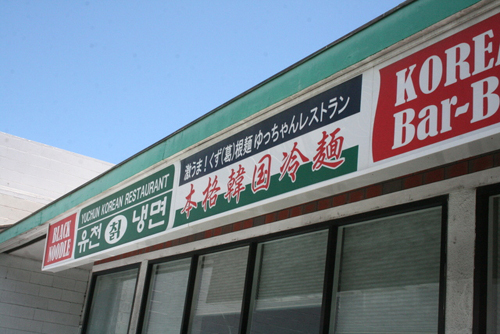 BLACK
NOODLE
YUCHUN KOREAN RESTAURANT
유천 칡 냉면
激うま!くず(葛)根麺 ゆっちゃんレストラン
本格韓国冷麺
KOREA
Bar-B